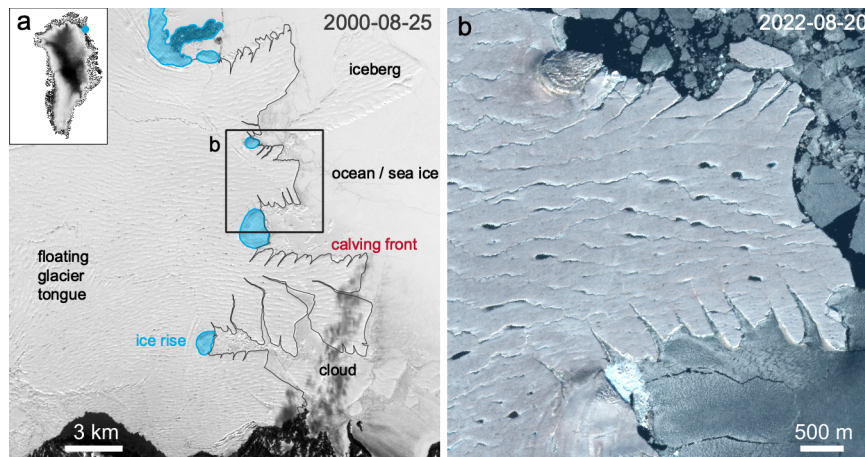 a
2000-08-25
iceberg
b
ocean / sea ice
calving front
floating
glacier
tongue
ice rise
cloud
3 km
b
2022-08-20
500 m